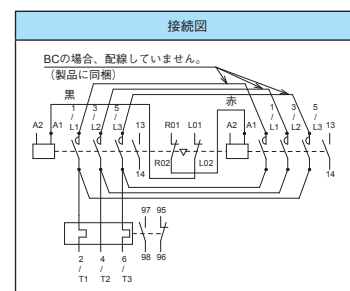 接続図
BCの場合、配線していません。
（製品に同梱）
黒 赤
1 3 5 1 3 5
/ / / / / /
A2 A1 L1 L2 L3 13 R01 L01 A2 A1 L1 L2 L3 13
R02 L02
14 14
97 95
98 96
2 4 6
/ / /
T1 T2 T3